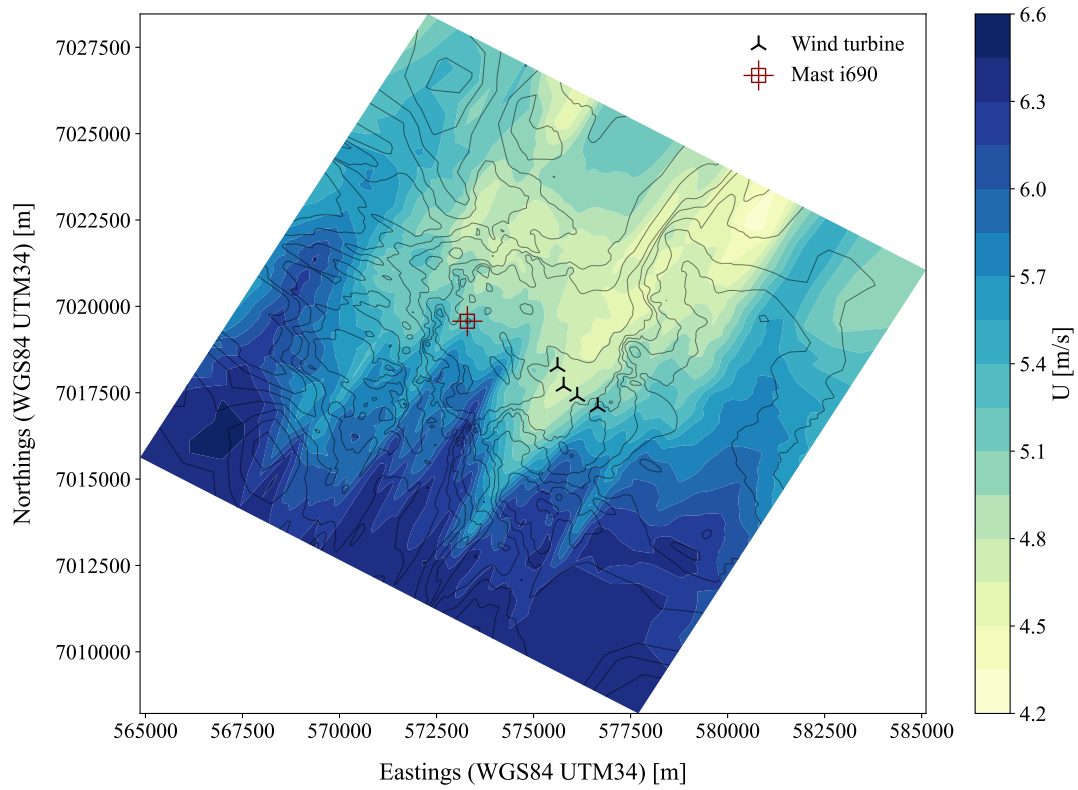 Wind turbine
Mast i690
7027500
7025000
7022500
7020000
7017500
7015000
7012500
7010000
Northings (WGS84 UTM34) [m]
565000 567500 570000 572500 575000 577500 580000 582500 585000
Eastings (WGS84 UTM34) [m]
6.6
6.3
6.0
5.7
5.4
5.1
4.8
4.5
4.2
U [m/s]